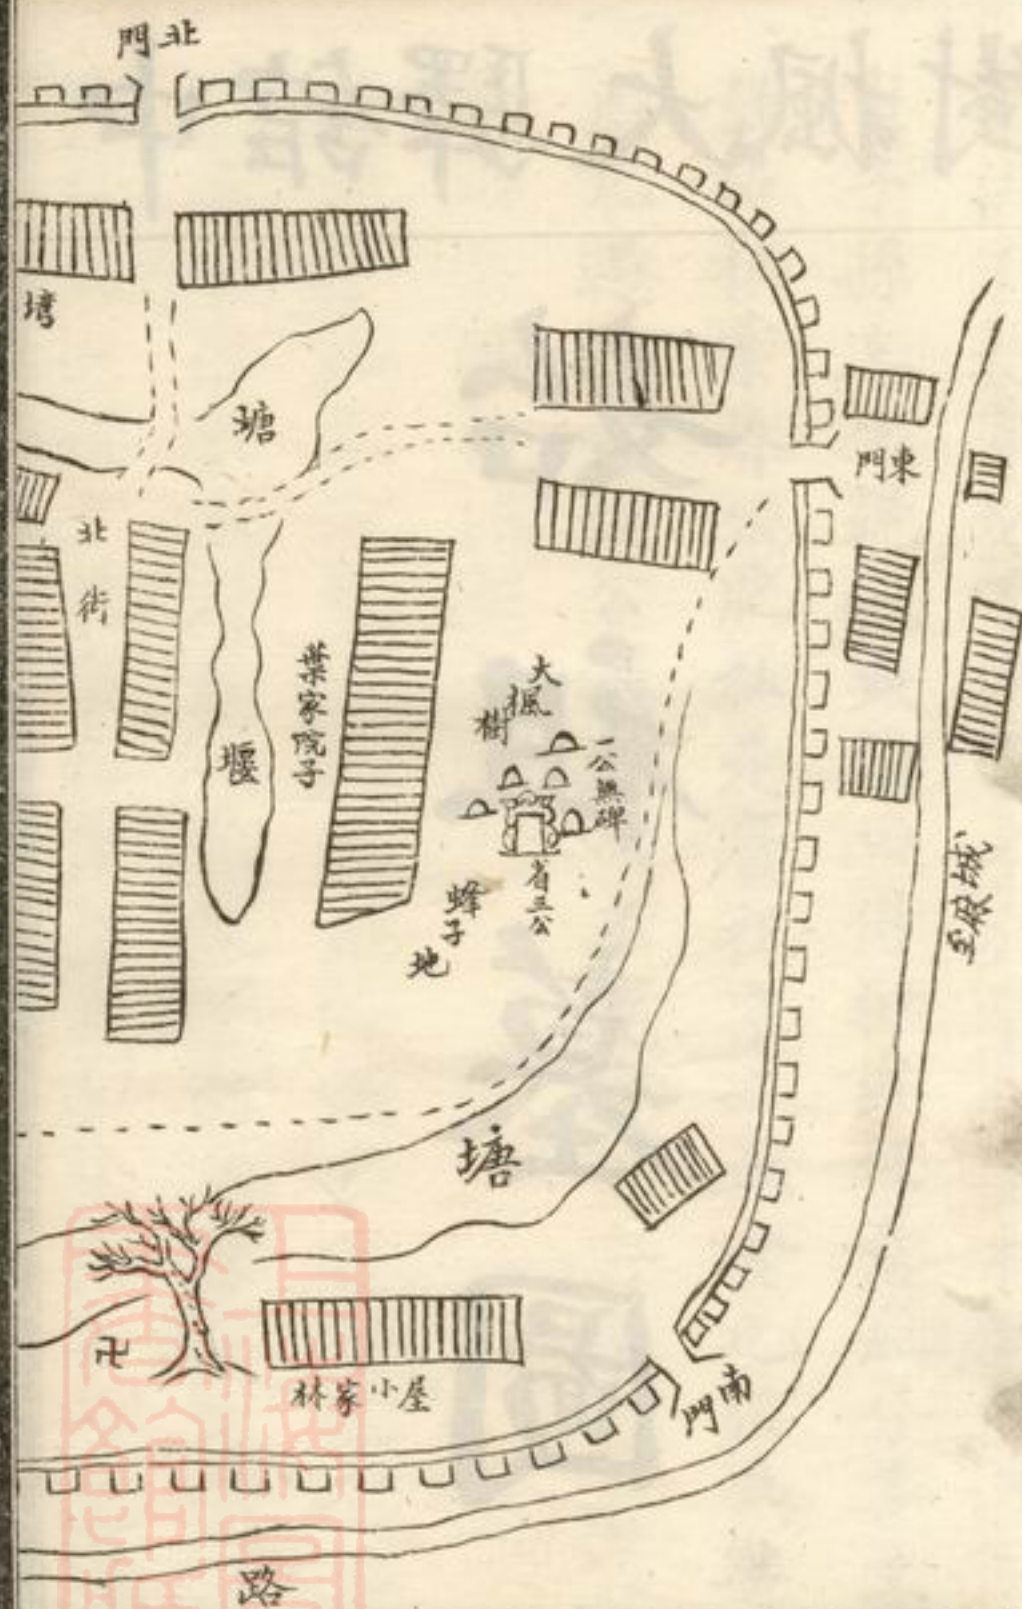 北門
塘
東門
北街
大楓樹
葉家院子
堰
一公無碑
省三公
蜂子地
塘
卍
林家小屋
南門
路